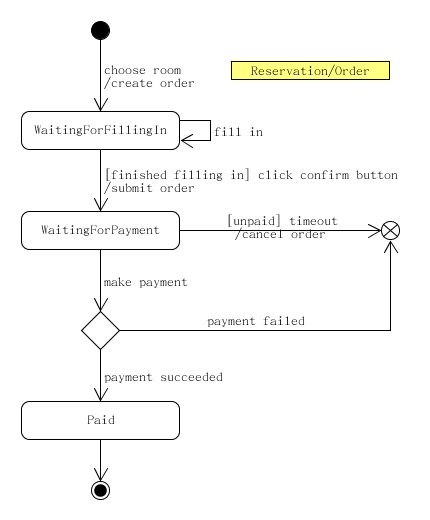 choose room
/create order
Reservation/Order
WaitingForFillingIn
fill in
[finished filling in] click confirm button
/submit order
WaitingForPayment
[unpaid] timeout
/cancel order
make payment
payment failed
payment succeeded
Paid